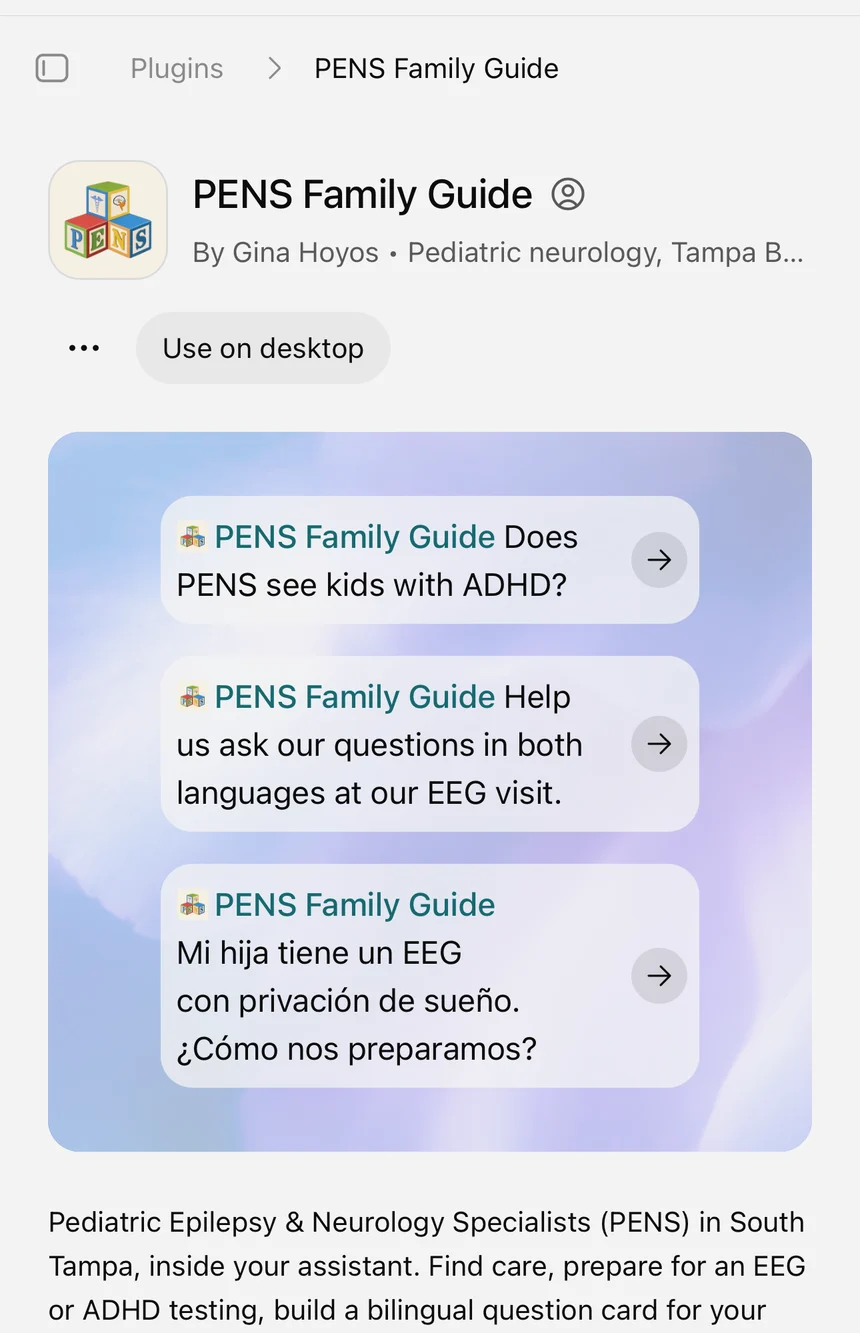 Plugins > PENS Family Guide
PENS
PENS Family Guide
By Gina Hoyos • Pediatric neurology, Tampa B...
Use on desktop
PENS Family Guide Does
PENS see kids with ADHD?
PENS Family Guide Help
us ask our questions in both
languages at our EEG visit.
PENS Family Guide
Mi hija tiene un EEG
con privación de sueño.
¿Cómo nos preparamos?
Pediatric Epilepsy & Neurology Specialists (PENS) in South
Tampa, inside your assistant. Find care, prepare for an EEG
or ADHD testing, build a bilingual question card for your